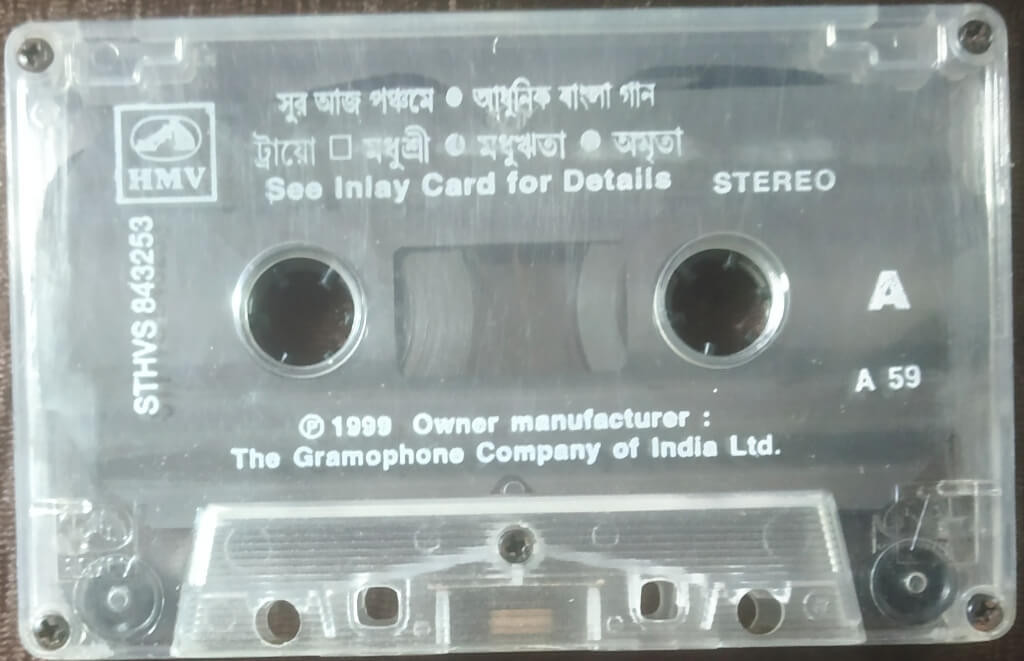 সুর আজ পঞ্চমে ● আধুনিক বাংলা গান
ট্রায়ো □ মধুশ্রী ● মধুঋতা ● অমৃতা
HMV
See Inlay Card for Details STEREO
STHVS 843253
A
A 59
℗ 1999 Owner manufacturer :
The Gramophone Company of India Ltd.